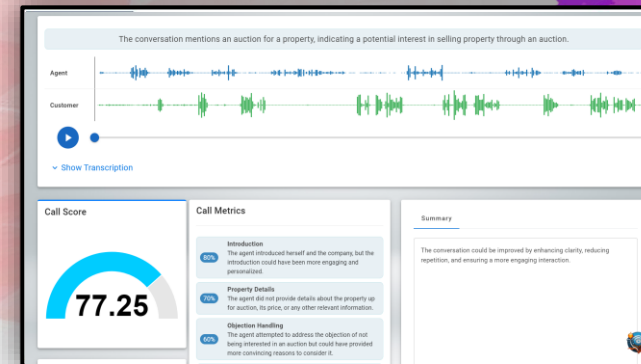 The conversation mentions an auction for a property, indicating a potential interest in selling property through an auction.
Agent
Customer
Show Transcription
Call Score
77.25
Call Metrics
80%
Introduction
The agent introduced herself and the company, but the
introduction could have been more engaging and
personalized.
70%
Property Details
The agent did not provide details about the property up
for auction, its price, or any other relevant information.
60%
Objection Handling
The agent attempted to address the objection of not
being interested in an auction but could have provided
more convincing reasons to consider it.
Summary
The conversation could be improved by enhancing clarity, reducing
repetition, and ensuring a more engaging interaction.